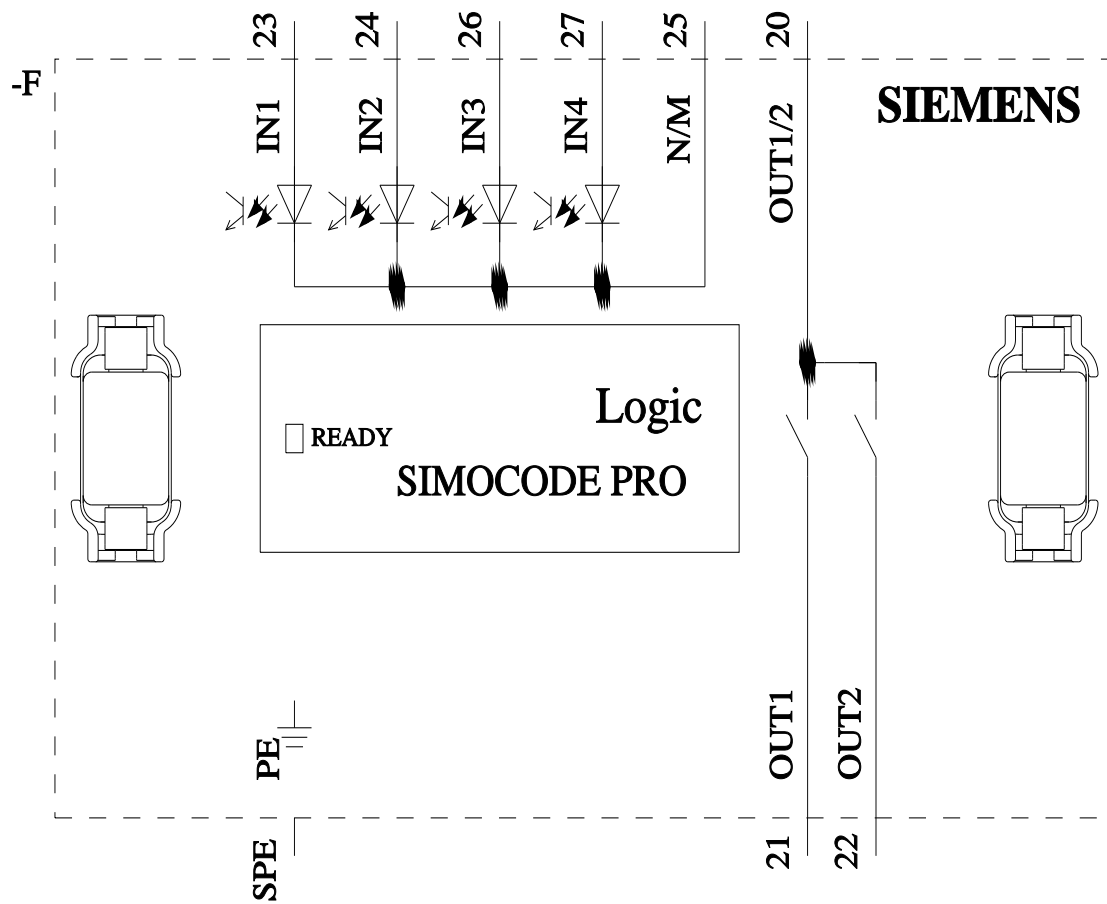 23
24
26
27
25
20
-F
SIEMENS
IN1
IN2
IN3
IN4
N/M
OUT1/2
Logic
READY
SIMOCODE PRO
PE
OUT1
OUT2
SPE
21
22